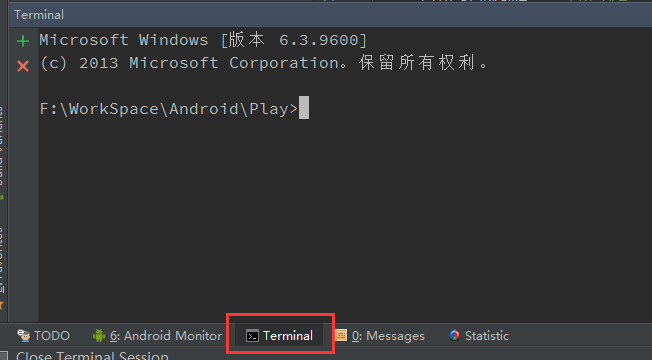 Terminal
Microsoft Windows [版本 6.3.9600]
(c) 2013 Microsoft Corporation。保留所有权利。
F:\WorkSpace\Android\Play>
TODO
6: Android Monitor
Terminal
0: Messages
Statistic
Close Terminal Session